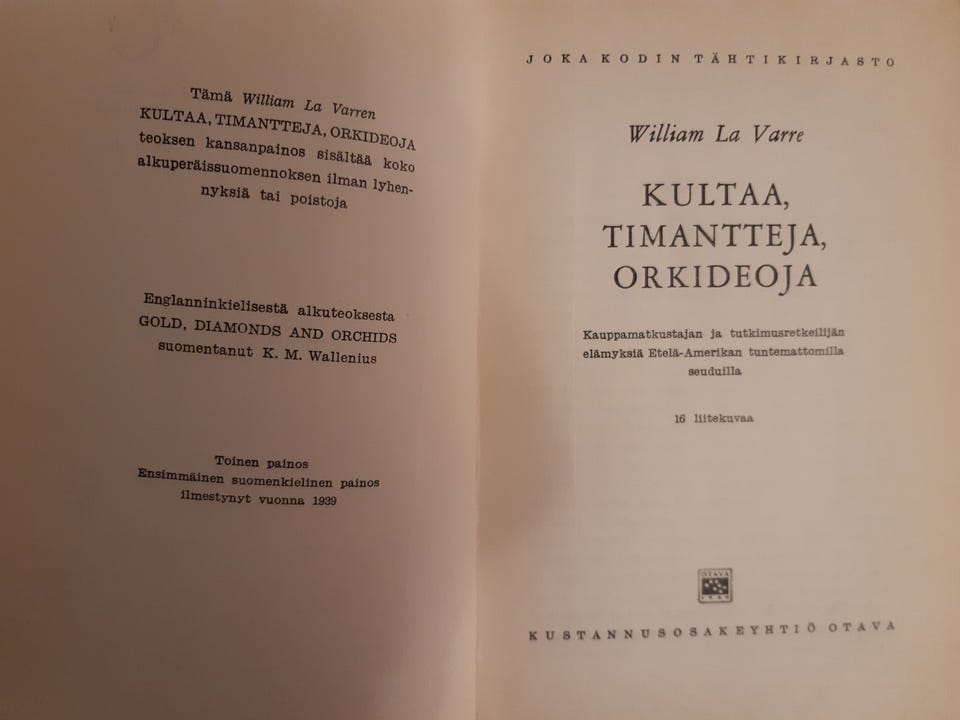 Tämä William La Varren
KULTAA, TIMANTTEJA, ORKIDEOJA
teoksen kansanpainos sisältää koko
alkuperäissuomennoksen ilman lyhen-
nyksiä tai poistoja
Englanninkielisestä alkuteoksesta
GOLD, DIAMONDS AND ORCHIDS
suomentanut K. M. Wallenius
Toinen painos
Ensimmäinen suomenkielinen painos
ilmestynyt vuonna 1939
JOKA KODIN TÄHTIKIRJASTO
William La Varre
KULTAA,
TIMANTTEJA,
ORKIDEOJA
Kauppamatkustajan ja tutkimusretkeilijän
elämyksiä Etelä-Amerikan tuntemattomilla
seuduilla
16 liitekuvaa
OTAVA
KUSTANNUSOSAKEYHTIÖ OTAVA